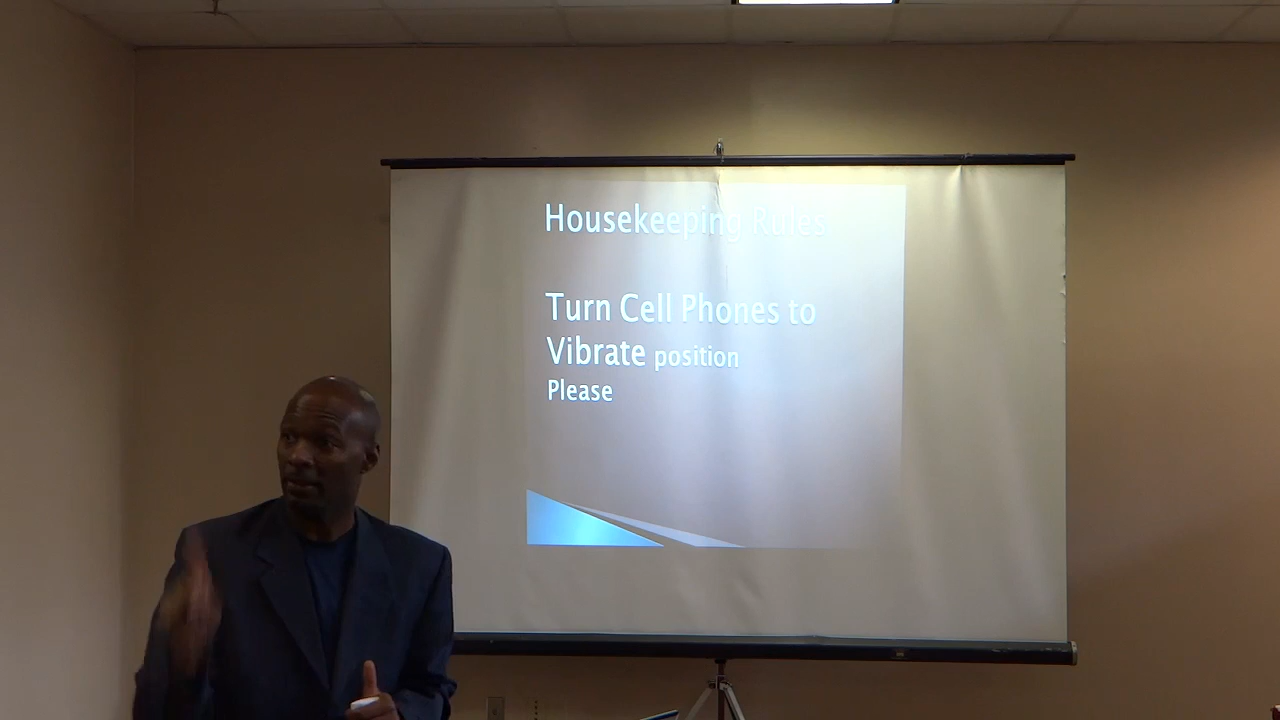 Housekeeping Rules
Turn Cell Phones to
Vibrate position
Please